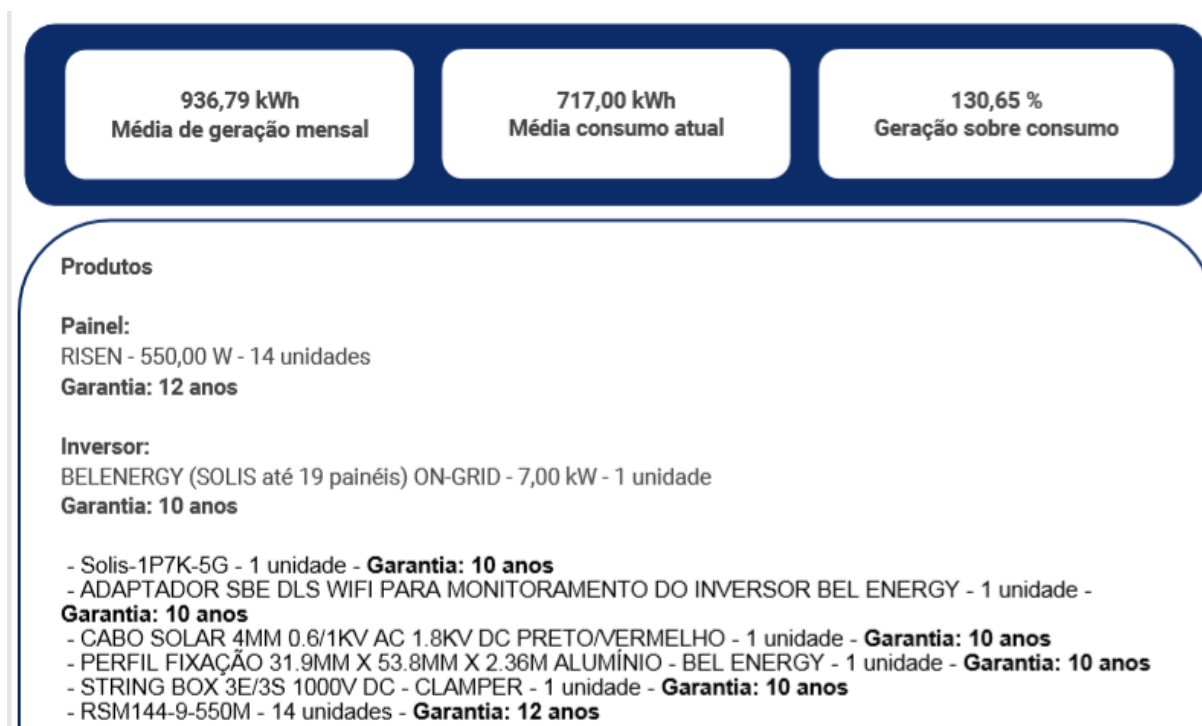 936,79 kWh
Média de geração mensal
717,00 kWh
Média consumo atual
130,65 %
Geração sobre consumo
Produtos
Painel:
RISEN - 550,00 W - 14 unidades
Garantia: 12 anos
Inversor:
BELENERGY (SOLIS até 19 painéis) ON-GRID - 7,00 kW - 1 unidade
Garantia: 10 anos
- Solis-1P7K-5G - 1 unidade - Garantia: 10 anos
- ADAPTADOR SBE DLS WIFI PARA MONITORAMENTO DO INVERSOR BEL ENERGY - 1 unidade -
Garantia: 10 anos
- CABO SOLAR 4MM 0.6/1KV AC 1.8KV DC PRETO/VERMELHO - 1 unidade - Garantia: 10 anos
- PERFIL FIXAÇÃO 31.9MM X 53.8MM X 2.36M ALUMÍNIO - BEL ENERGY - 1 unidade - Garantia: 10 anos
- STRING BOX 3E/3S 1000V DC - CLAMPER - 1 unidade - Garantia: 10 anos
- RSM144-9-550M - 14 unidades - Garantia: 12 anos